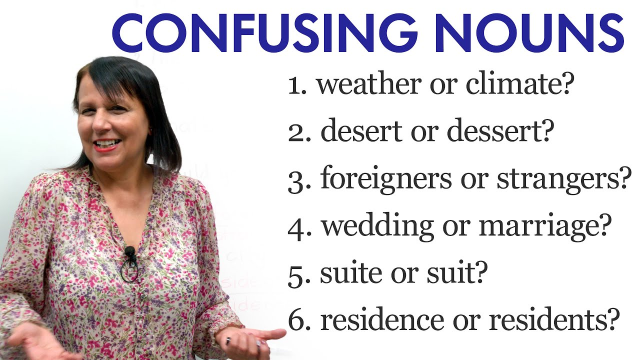 CONFUSING NOUNS
1. weather or climate?
2. desert or dessert?
3. foreigners or strangers?
4. wedding or marriage?
5. suite or suit?
6. residence or residents?